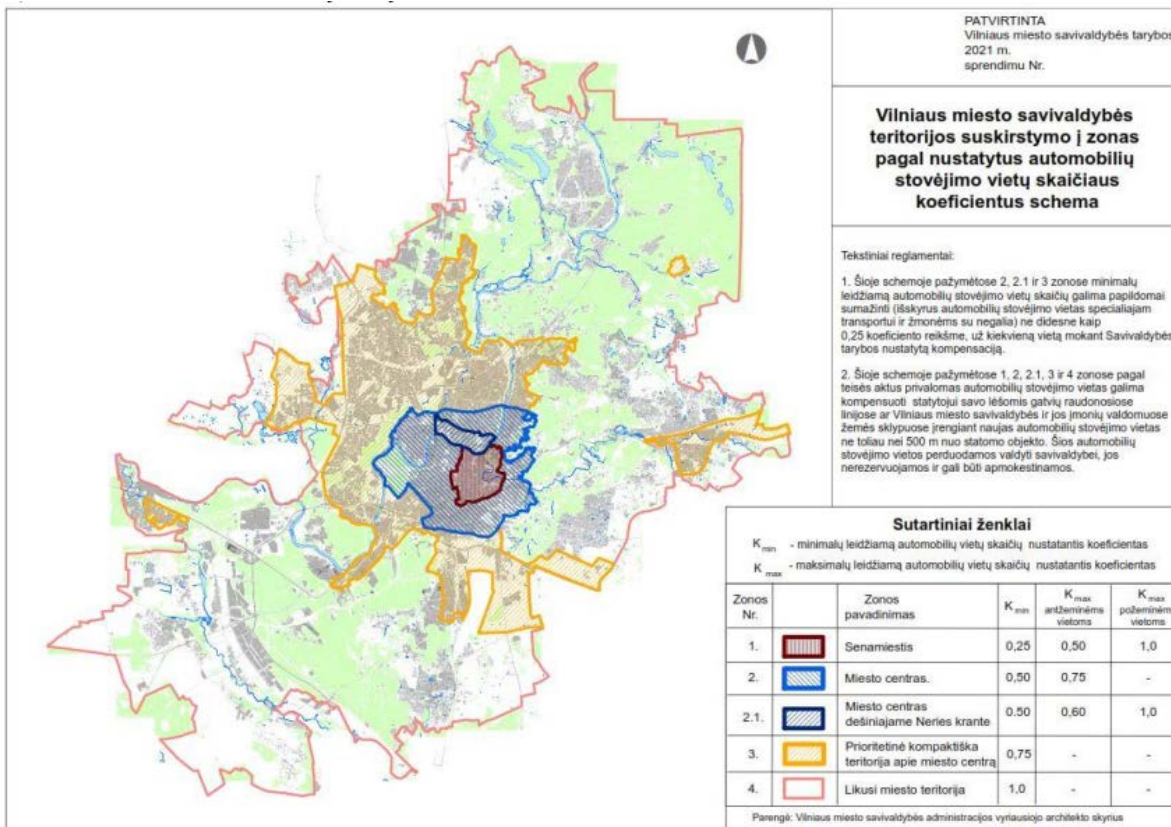 PATVIRTINTA
Vilniaus miesto savivaldybės tarybos
2021 m.
sprendimu Nr.
Vilniaus miesto savivaldybės
teritorijos suskirstymo į zonas
pagal nustatytus automobilių
stovėjimo vietų skaičiaus
koeficientus schema
Tekstiniai reglamentai:
1. Šioje schemoje pažymėtose 2, 2.1 ir 3 zonose minimalų
leidžiamą automobilių stovėjimo vietų skaičių galima papildomai
sumažinti (išskyrus automobilių stovėjimo vietas specialiajam
transportui ir žmonėms su negalia) ne didesne kaip
0,25 koeficiento reikšme, už kiekvieną vietą mokant Savivaldybės
tarybos nustatytą kompensaciją.
2. Šioje schemoje pažymėtose 1, 2, 2.1, 3 ir 4 zonose pagal
teisės aktus privalomas automobilių stovėjimo vietas galima
kompensuoti statytojui savo lėšomis gatvių raudonosiose
linijose ar Vilniaus miesto savivaldybė ir jos įmonių valdomuose
žemės sklypuose įrengiant naujas automobilių stovėjimo vietas
ne toliau nei 500 m nuo statomo objekto. Šios automobilių
stovėjimo vietos perduodamos valdyti savivaldybei, jos
nerezervuojamos ir gali būti apmokestinamos.
Sutartiniai ženklai
K min - minimalų leidžiamą automobilių vietų skaičių nustatantis koeficientas
K max - maksimalų leidžiamą automobilių vietų skaičių nustatantis koeficientas
Zonos Nr. Zonos pavadinimas K min K max antžeminėms vietoms K max požeminėms vietoms
1. Senamiestis 0,25 0,50 1,0
2. Miesto centras. 0,50 0,75 -
2.1. Miesto centras dešiniajame Neries krante 0.50 0,60 1,0
3. Prioritetinė kompaktiška teritorija apie miesto centrą 0,75 - -
4. Likusi miesto teritorija 1,0 - -
Parengė: Vilniaus miesto savivaldybės administracijos vyriausiojo architekto skyrius